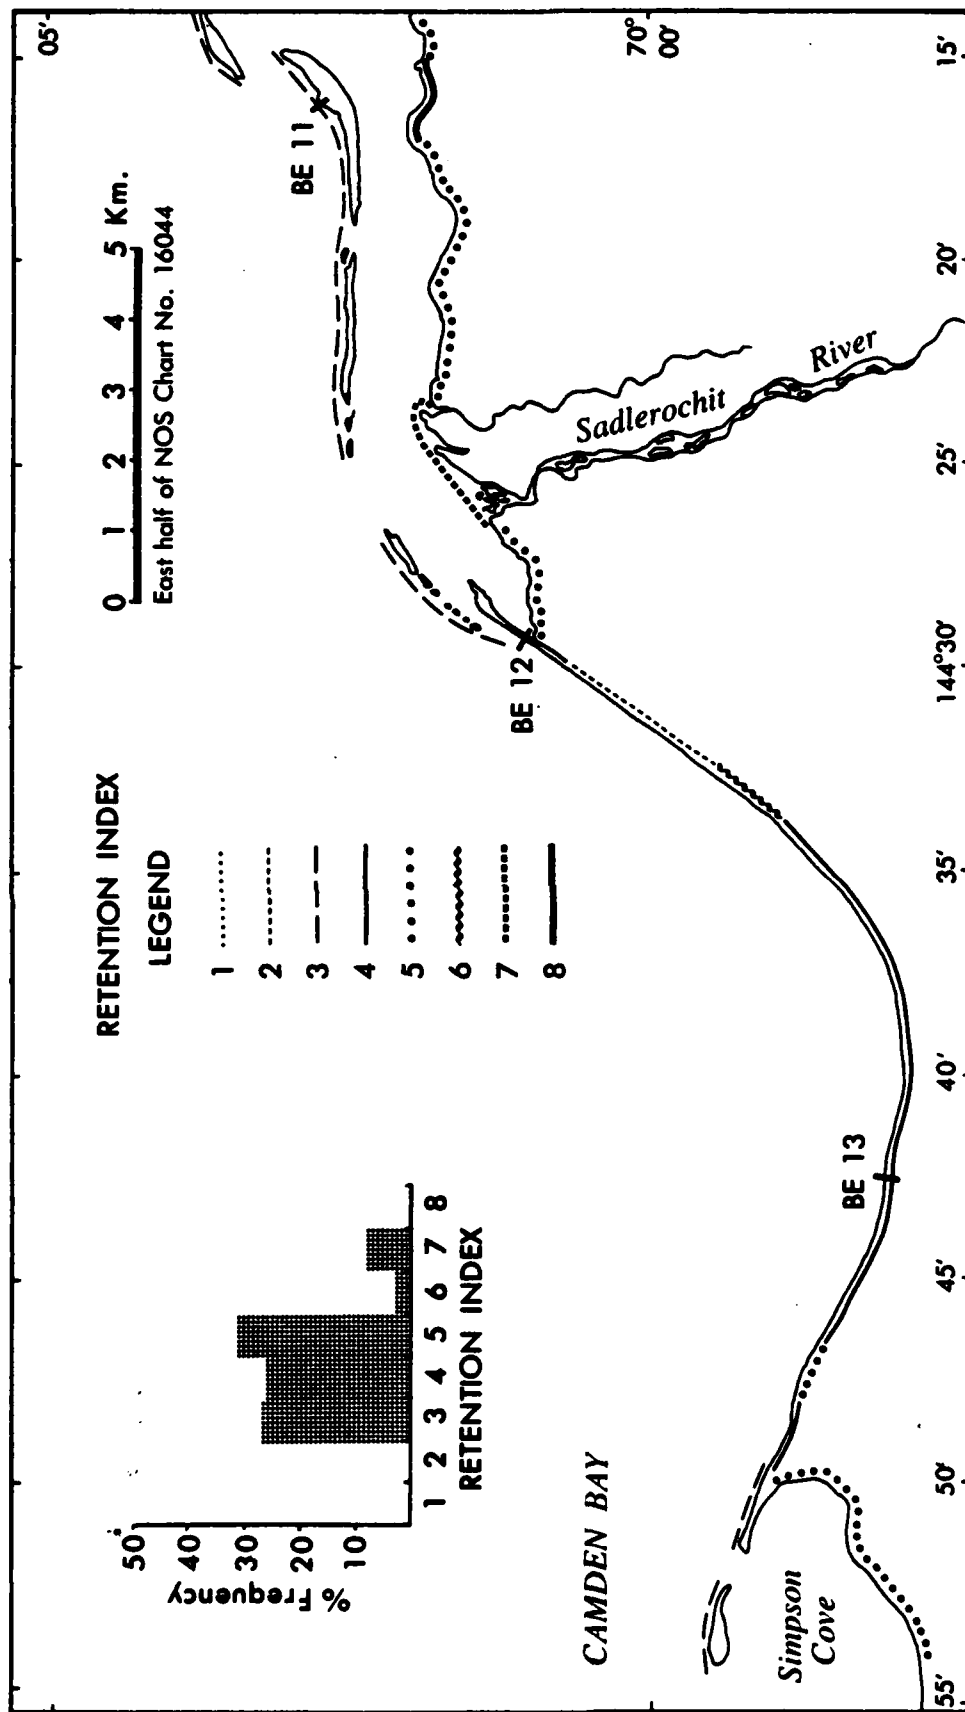 05'
70°
00'
15'
20'
25'
144°30'
35'
40'
45'
50'
55'
0 1 2 3 4 5 Km.
East half of NOS Chart No. 16044
RETENTION INDEX
LEGEND
1
2
3
4
5
6
7
8
50
40
30
20
10
% Frequency
1 2 3 4 5 6 7 8
RETENTION INDEX
BE 11
BE 12
BE 13
Sadlerochit River
CAMDEN BAY
Simpson
Cove